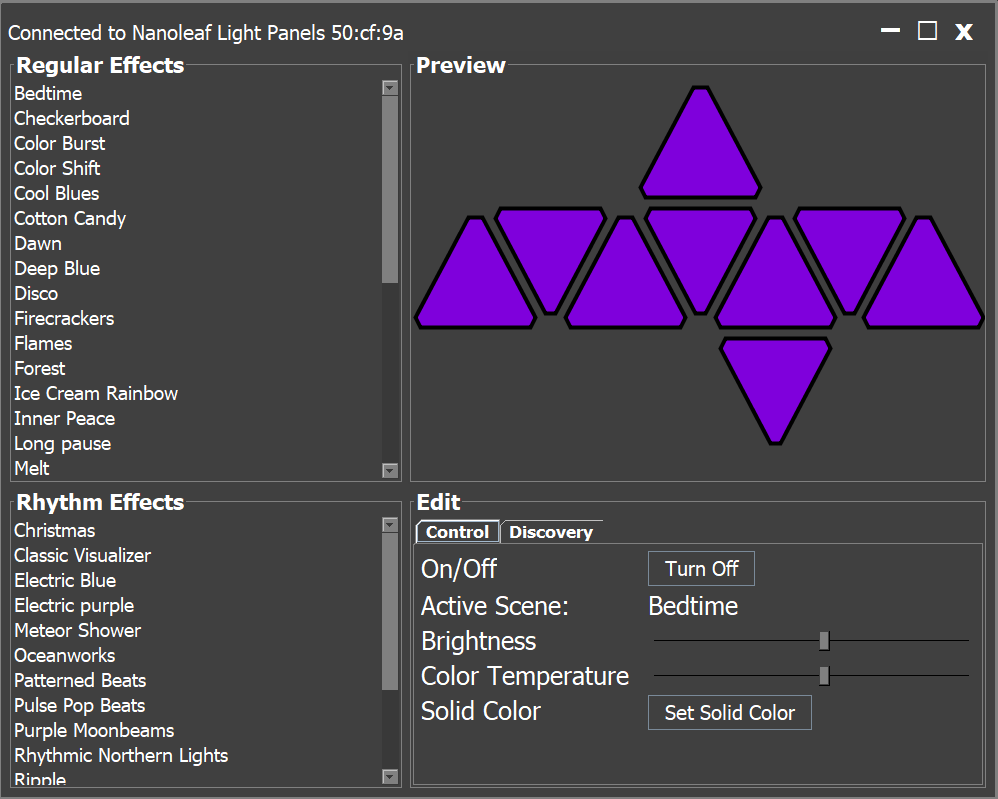 Connected to Nanoleaf Light Panels 50:cf:9a
Regular Effects
Bedtime
Checkerboard
Color Burst
Color Shift
Cool Blues
Cotton Candy
Dawn
Deep Blue
Disco
Firecrackers
Flames
Forest
Ice Cream Rainbow
Inner Peace
Long pause
Melt
Preview
Rhythm Effects
Christmas
Classic Visualizer
Electric Blue
Electric purple
Meteor Shower
Oceanworks
Patterned Beats
Pulse Pop Beats
Purple Moonbeams
Rhythmic Northern Lights
Ripple
Edit
Control Discovery
On/Off Turn Off
Active Scene: Bedtime
Brightness
Color Temperature
Solid Color Set Solid Color